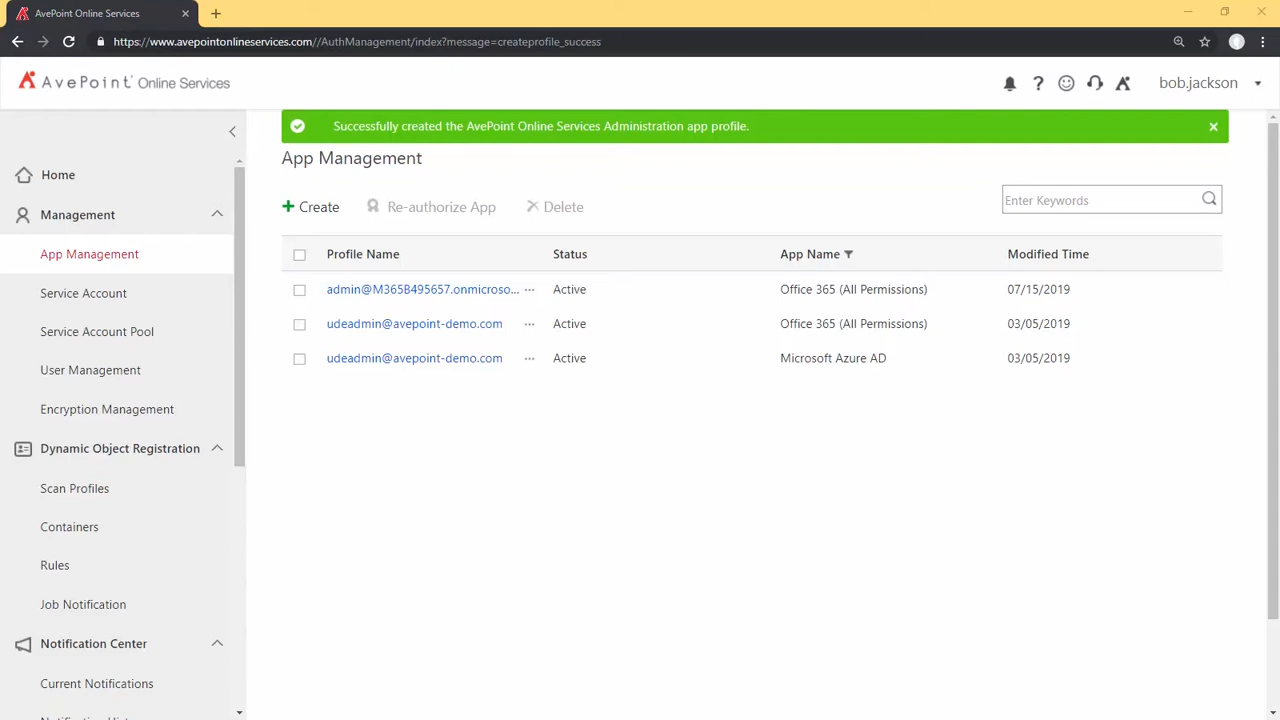 AvePoint Online Services
https://www.avepointonlineservices.com//AuthManagement/index?message=createprofile_success
AvePoint Online Services
bob.jackson
Successfully created the AvePoint Online Services Administration app profile.
Home
Management
App Management
Service Account
Service Account Pool
User Management
Encryption Management
Dynamic Object Registration
Scan Profiles
Containers
Rules
Job Notification
Notification Center
Current Notifications
App Management
Create Re-authorize App Delete
Enter Keywords
Profile Name Status App Name Modified Time
admin@M365B495657.onmicroso... ... Active Office 365 (All Permissions) 07/15/2019
udeadmin@avepoint-demo.com ... Active Office 365 (All Permissions) 03/05/2019
udeadmin@avepoint-demo.com ... Active Microsoft Azure AD 03/05/2019